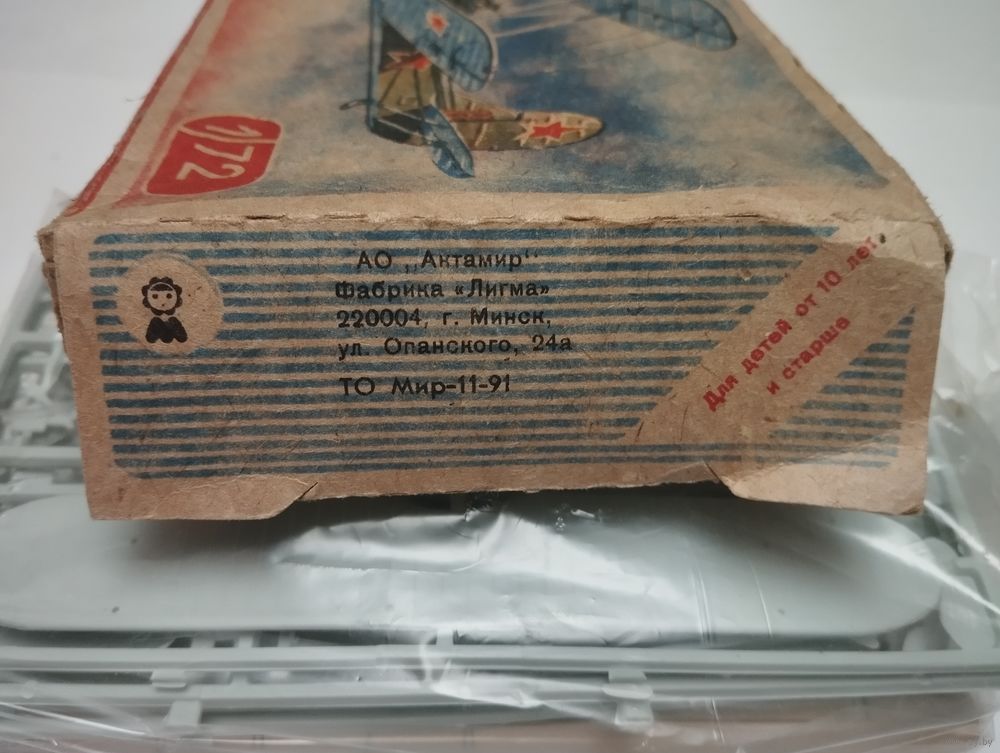 1/72
АО „Актамир“
Фабрика «Лигма»
220004, г. Минск,
ул. Опанского, 24а
ТО Мир-11-91
Для детей от 10 лет
и старше